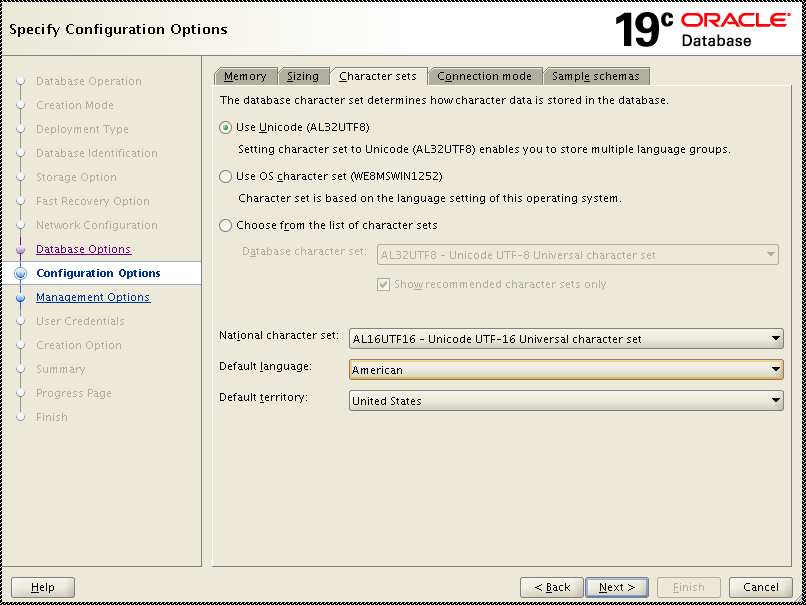 Specify Configuration Options
19c ORACLE
Database
Database Operation
Creation Mode
Deployment Type
Database Identification
Storage Option
Fast Recovery Option
Network Configuration
Database Options
Configuration Options
Management Options
User Credentials
Creation Option
Summary
Progress Page
Finish
Memory Sizing Character sets Connection mode Sample schemas
The database character set determines how character data is stored in the database.
Use Unicode (AL32UTF8)
Setting character set to Unicode (AL32UTF8) enables you to store multiple language groups.
Use OS character set (WE8MSWIN1252)
Character set is based on the language setting of this operating system.
Choose from the list of character sets
Database character set: AL32UTF8 - Unicode UTF-8 Universal character set
Show recommended character sets only
National character set: AL16UTF16 - Unicode UTF-16 Universal character set
Default language: American
Default territory: United States
Help < Back Next > Finish Cancel